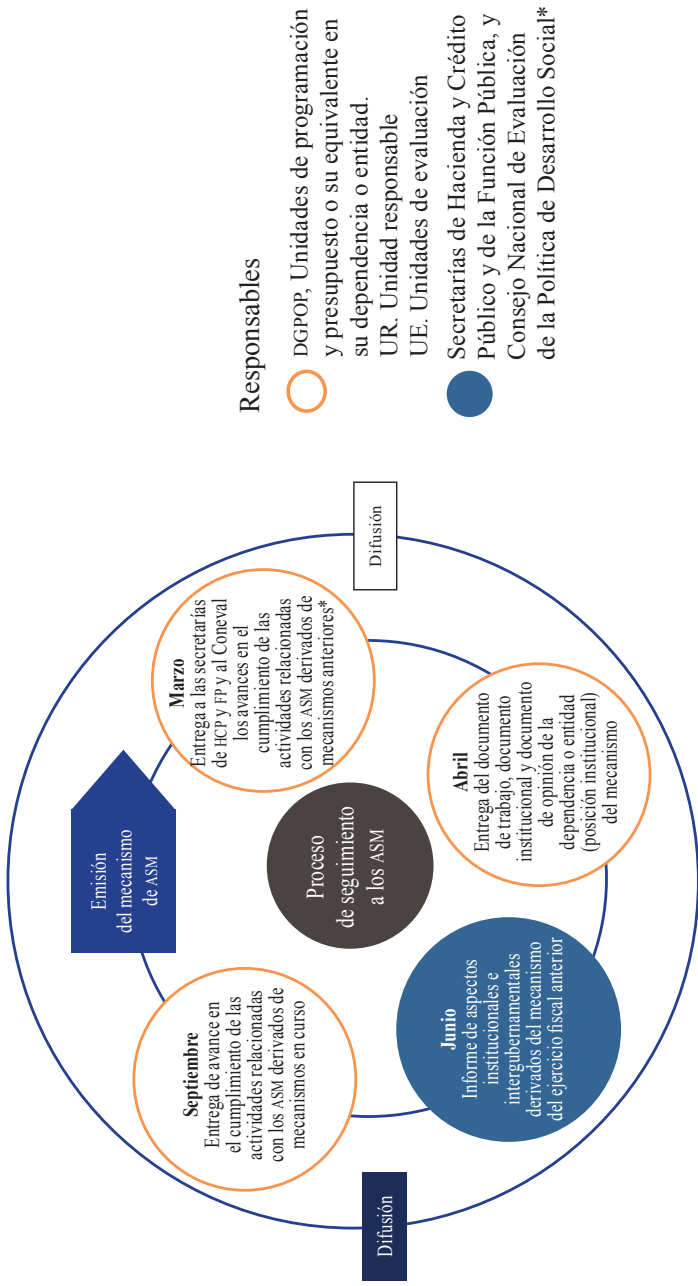 Emisión
del mecanismo
de ASM
Marzo
Entrega a las secretarías
de HCP y FP y al Coneval
los avances en el
cumplimiento de las
actividades relacionadas
con los ASM derivados de
mecanismos anteriores*
Difusión
Abril
Entrega del documento
de trabajo, documento
institucional y documento
de opinión de la
dependencia o entidad
(posición institucional)
del mecanismo
Junio
Informe de aspectos
institucionales e
intergubernamentales
derivados del mecanismo
del ejercicio fiscal anterior
Difusión
Septiembre
Entrega de avance en
el cumplimiento de las
actividades relacionadas
con los ASM derivados de
mecanismos en curso
Proceso
de seguimiento
a los ASM
Responsables
DGPOP, Unidades de programación
y presupuesto o su equivalente en
su dependencia o entidad.
UR. Unidad responsable
UE. Unidades de evaluación
Secretarías de Hacienda y Crédito
Público y de la Función Pública, y
Consejo Nacional de Evaluación
de la Política de Desarrollo Social*